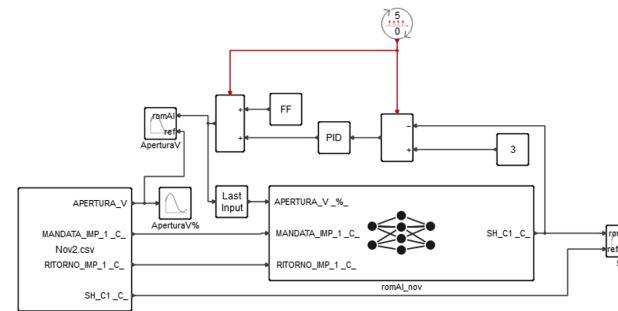 5
0
romAI
ref
AperturaV
+
+
FF
PID
−
+
3
APERTURA_V
AperturaV%
Last
Input
APERTURA_V _%_
MANDATA_IMP_1 _C_
Nov2.csv
MANDATA_IMP_1 _C_
SH_C1 _C_
RITORNO_IMP_1 _C_
RITORNO_IMP_1 _C_
SH_C1 _C_
romAI_nov
ref